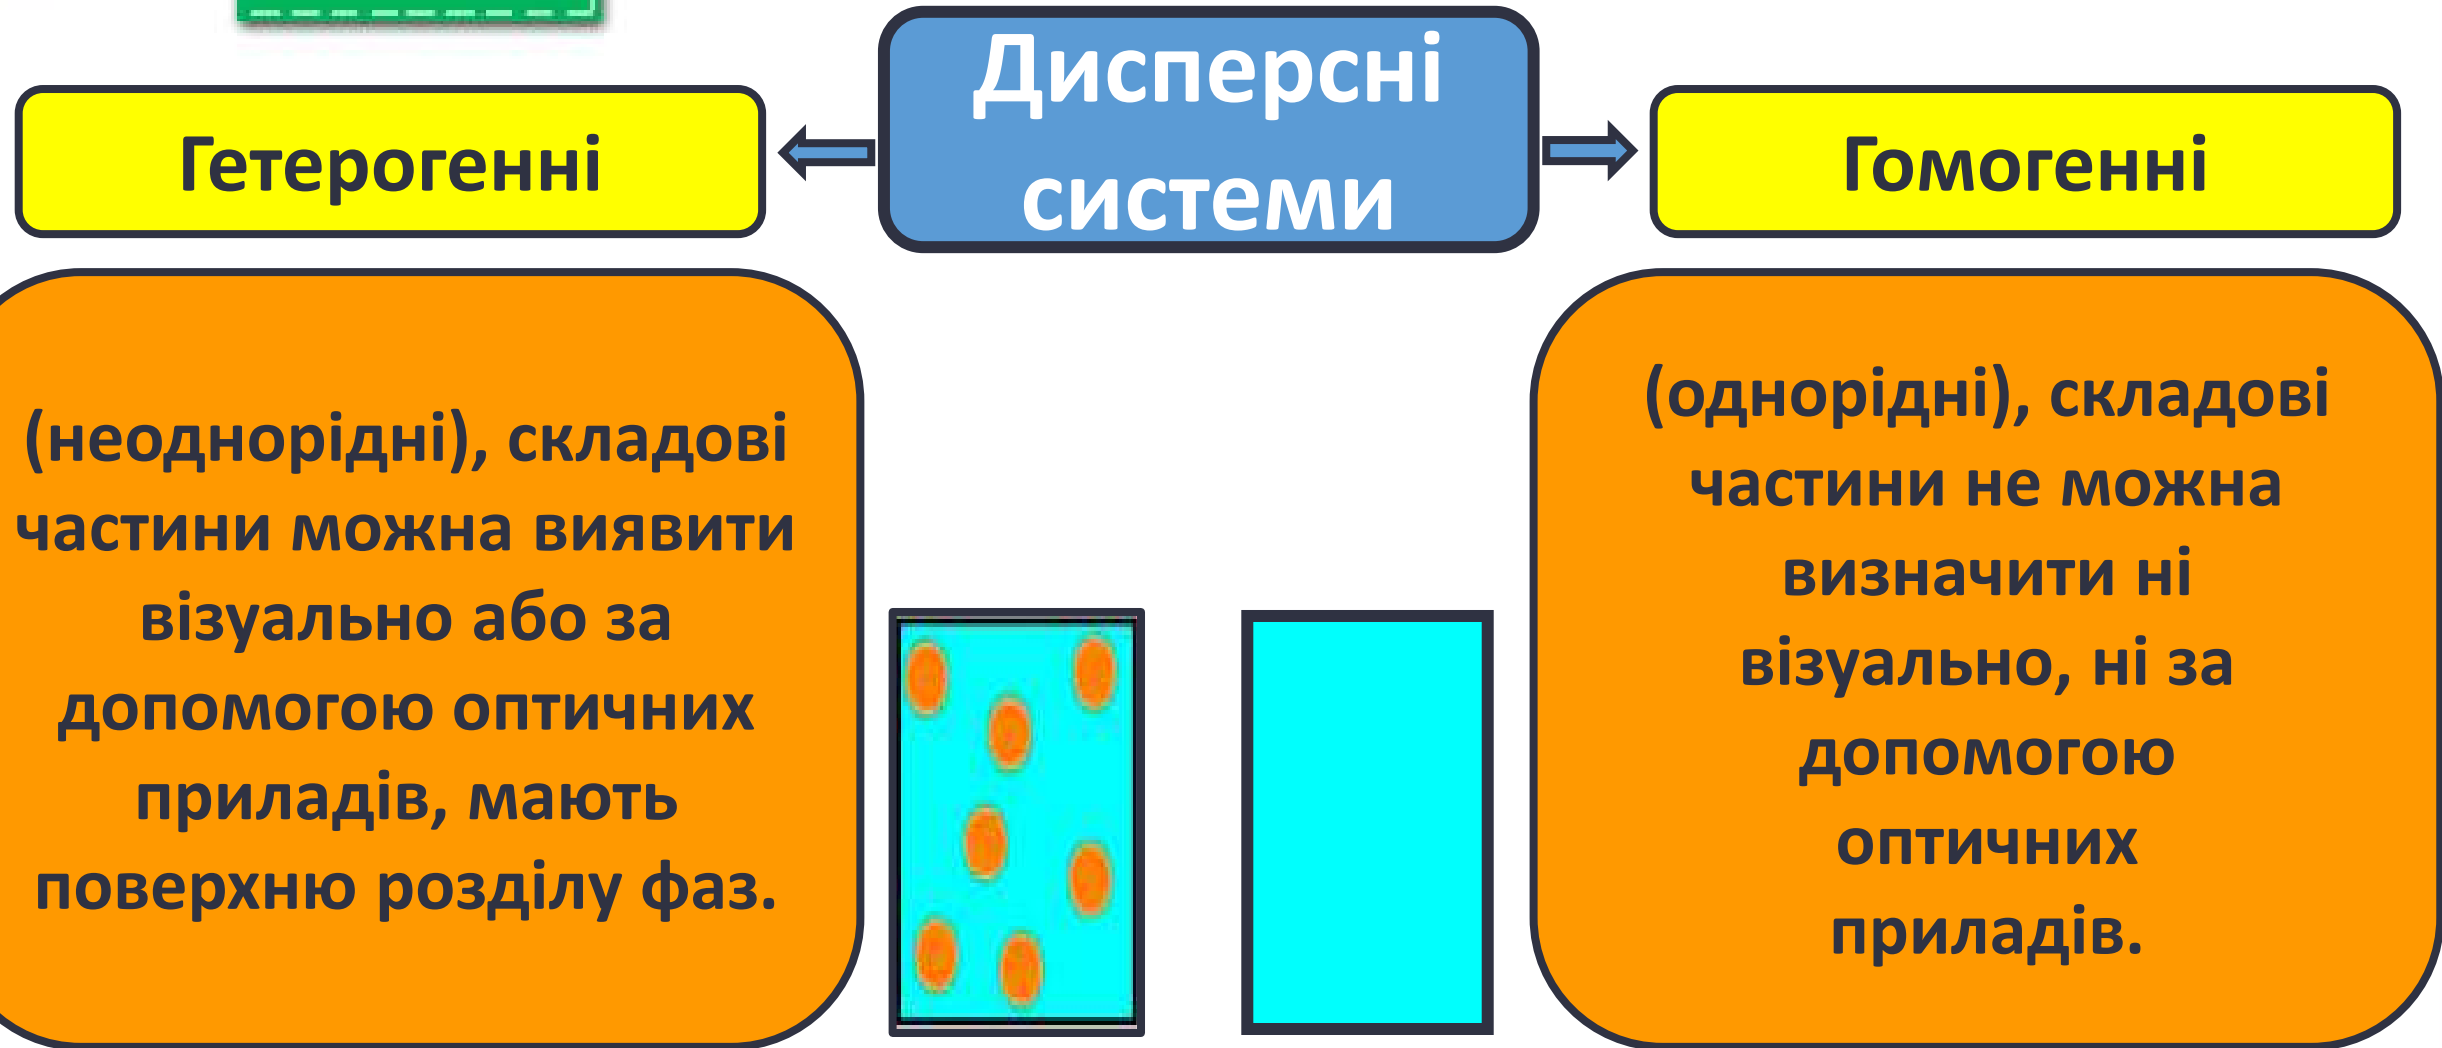 Дисперсні
системи
Гетерогенні
Гомогенні
(неоднорідні), складові
частини можна виявити
візуально або за
допомогою оптичних
приладів, мають
поверхню розділу фаз.
(однорідні), складові
частини не можна
визначити ні
візуально, ні за
допомогою
оптичних
приладів.